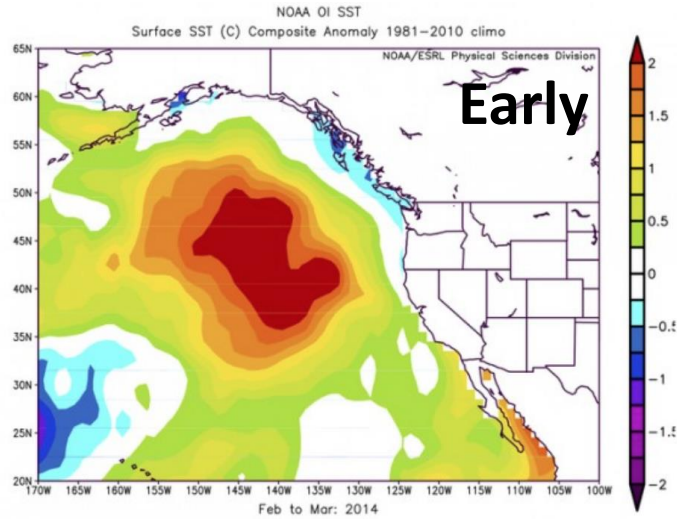 NOAA OI SST
Surface SST (C) Composite Anomaly 1981−2010 climo
NOAA/ESRL Physical Sciences Division
Early
65N
60N
55N
50N
45N
40N
35N
30N
25N
20N
170W 165W 160W 155W 150W 145W 140W 135W 130W 125W 120W 115W 110W 105W 100W
Feb to Mar: 2014
2
1.5
1
0.5
0
−0.5
−1
−1.5
−2